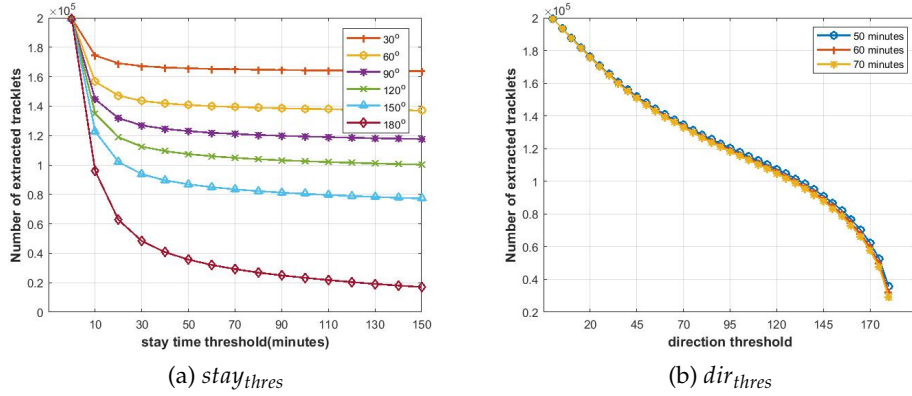 × 10⁵
2
1.8
1.6
1.4
1.2
1
0.8
0.6
0.4
0.2
0
Number of extracted tracklets
30°
60°
90°
120°
150°
180°
10 30 50 70 90 110 130 150
stay time threshold(minutes)
(a) stay_thres
× 10⁵
2
1.8
1.6
1.4
1.2
1
0.8
0.6
0.4
0.2
Number of extracted tracklets
50 minutes
60 minutes
70 minutes
20 45 70 95 120 145 170
direction threshold
(b) dir_thres